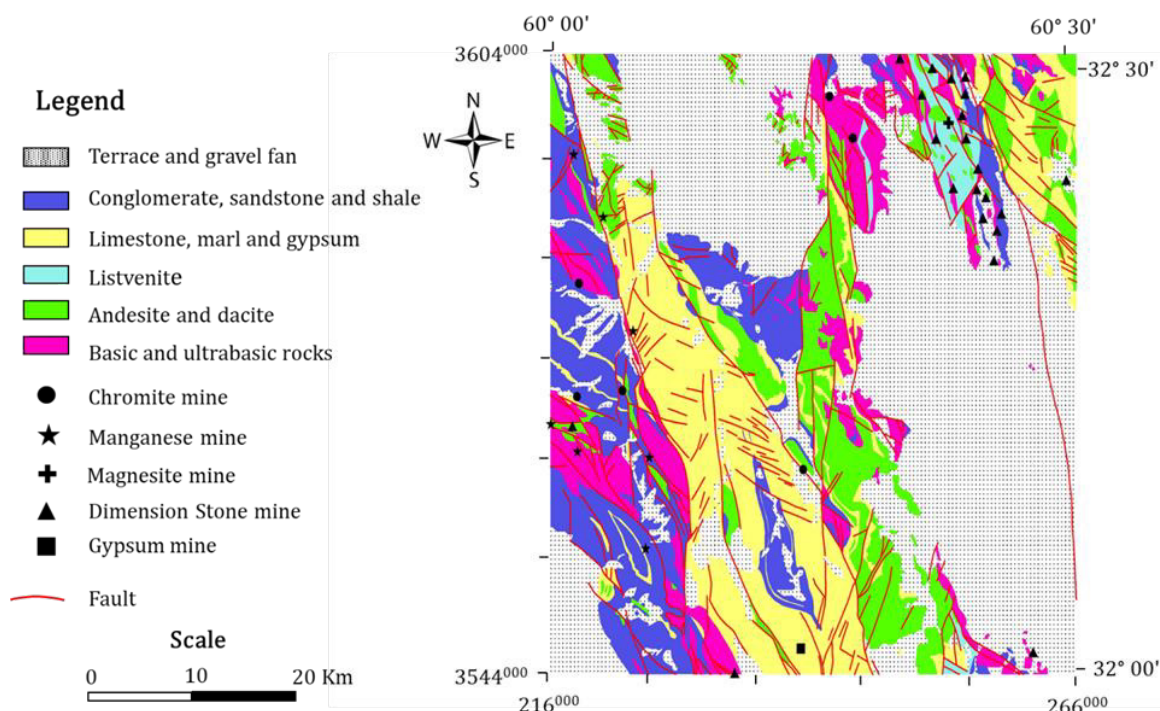 60° 00'
60° 30'
3604⁰⁰⁰
32° 30'
Legend
N
W E
S
Terrace and gravel fan
Conglomerate, sandstone and shale
Limestone, marl and gypsum
Listvenite
Andesite and dacite
Basic and ultrabasic rocks
Chromite mine
Manganese mine
Magnesite mine
Dimension Stone mine
Gypsum mine
Fault
Scale
0 10 20 Km
3544⁰⁰⁰
32° 00'
216⁰⁰⁰
266⁰⁰⁰